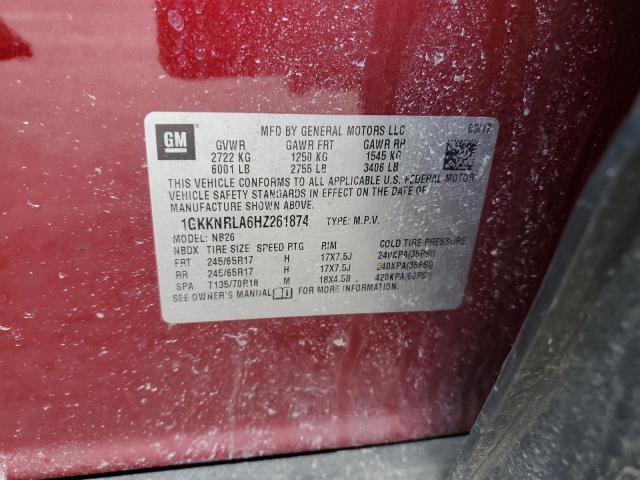 GM
MFD BY GENERAL MOTORS LLC 03/17
GVWR GAWR FRT GAWR RR
2722 KG 1250 KG 1545 KG
6001 LB 2755 LB 3406 LB
THIS VEHICLE CONFORMS TO ALL APPLICABLE U.S. FEDERAL MOTOR
VEHICLE SAFETY STANDARDS IN EFFECT ON THE DATE OF
MANUFACTURE SHOWN ABOVE.
1GKKNRLA6HZ261874 TYPE: M.P.V.
MODEL: NB26
NBDX TIRE SIZE SPEED RTG RIM COLD TIRE PRESSURE
FRT 245/65R17 H 17X7.5J 240KPA(35PSI)
RR 245/65R17 H 17X7.5J 240KPA(35PSI)
SPA T135/70R18 M 18X4.5B 420KPA(60PSI)
SEE OWNER'S MANUAL FOR MORE INFORMATION.